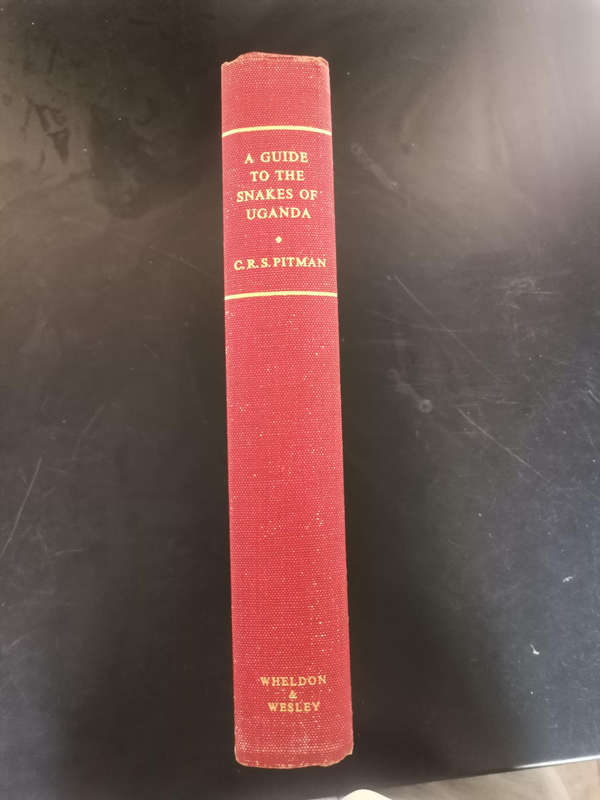 A GUIDE
TO THE
SNAKES OF
UGANDA
C.R.S. PITMAN
WHELDON
&
WESLEY